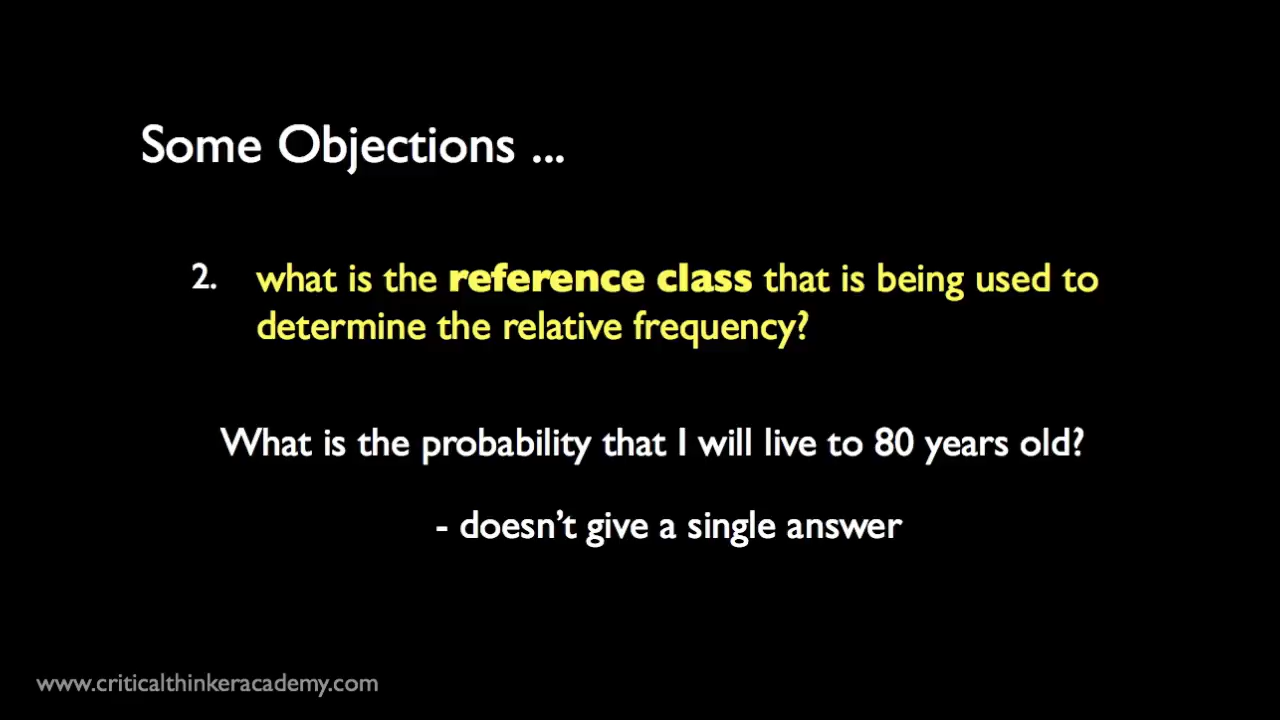 Some Objections ...
2. what is the reference class that is being used to
determine the relative frequency?
What is the probability that I will live to 80 years old?
- doesn’t give a single answer
www.criticalthinkeracademy.com